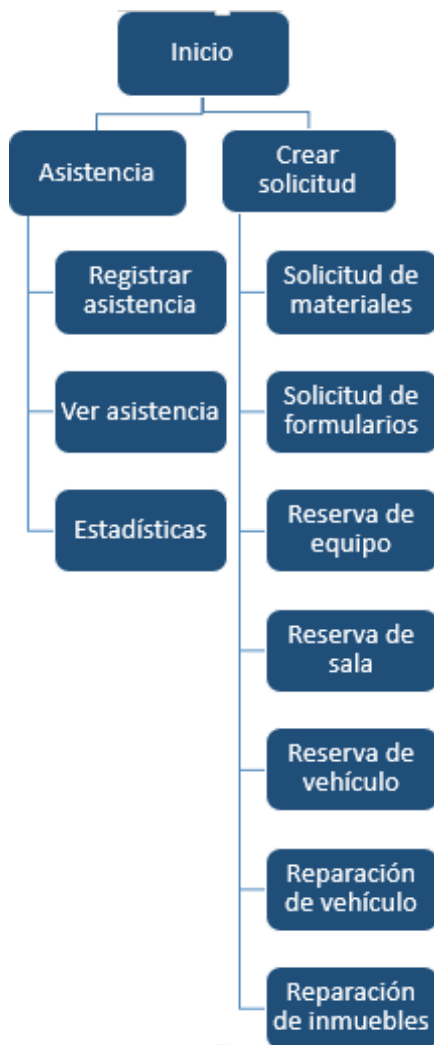 Inicio
Asistencia
Registrar
asistencia
Ver asistencia
Estadísticas
Crear
solicitud
Solicitud de
materiales
Solicitud de
formularios
Reserva de
equipo
Reserva de
sala
Reserva de
vehículo
Reparación
de vehículo
Reparación
de inmuebles